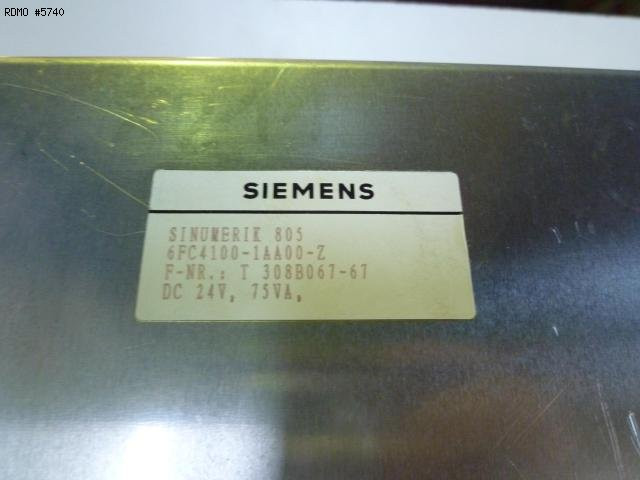 RDMO #5740
SIEMENS
SINUMERIK 805
6FC4100-1AA00-Z
F-NR.: T 308B067-67
DC 24V, 75VA,